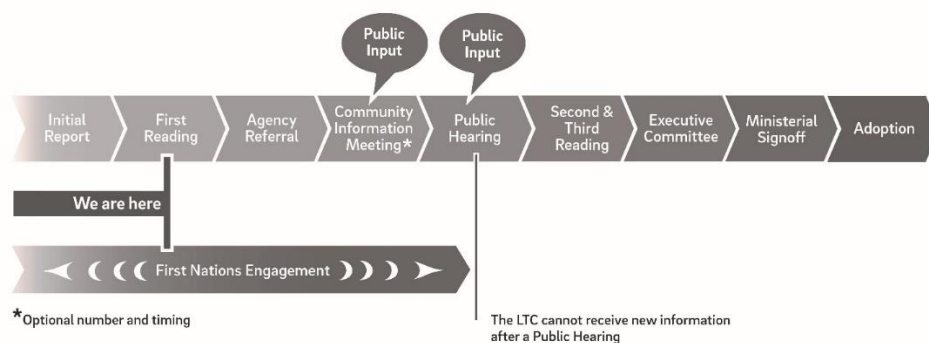 Public
Input
Public
Input
Initial
Report
First
Reading
Agency
Referral
Community
Information
Meeting*
Public
Hearing
Second &
Third
Reading
Executive
Committee
Ministerial
Signoff
Adoption
We are here
First Nations Engagement
*Optional number and timing
The LTC cannot receive new information
after a Public Hearing